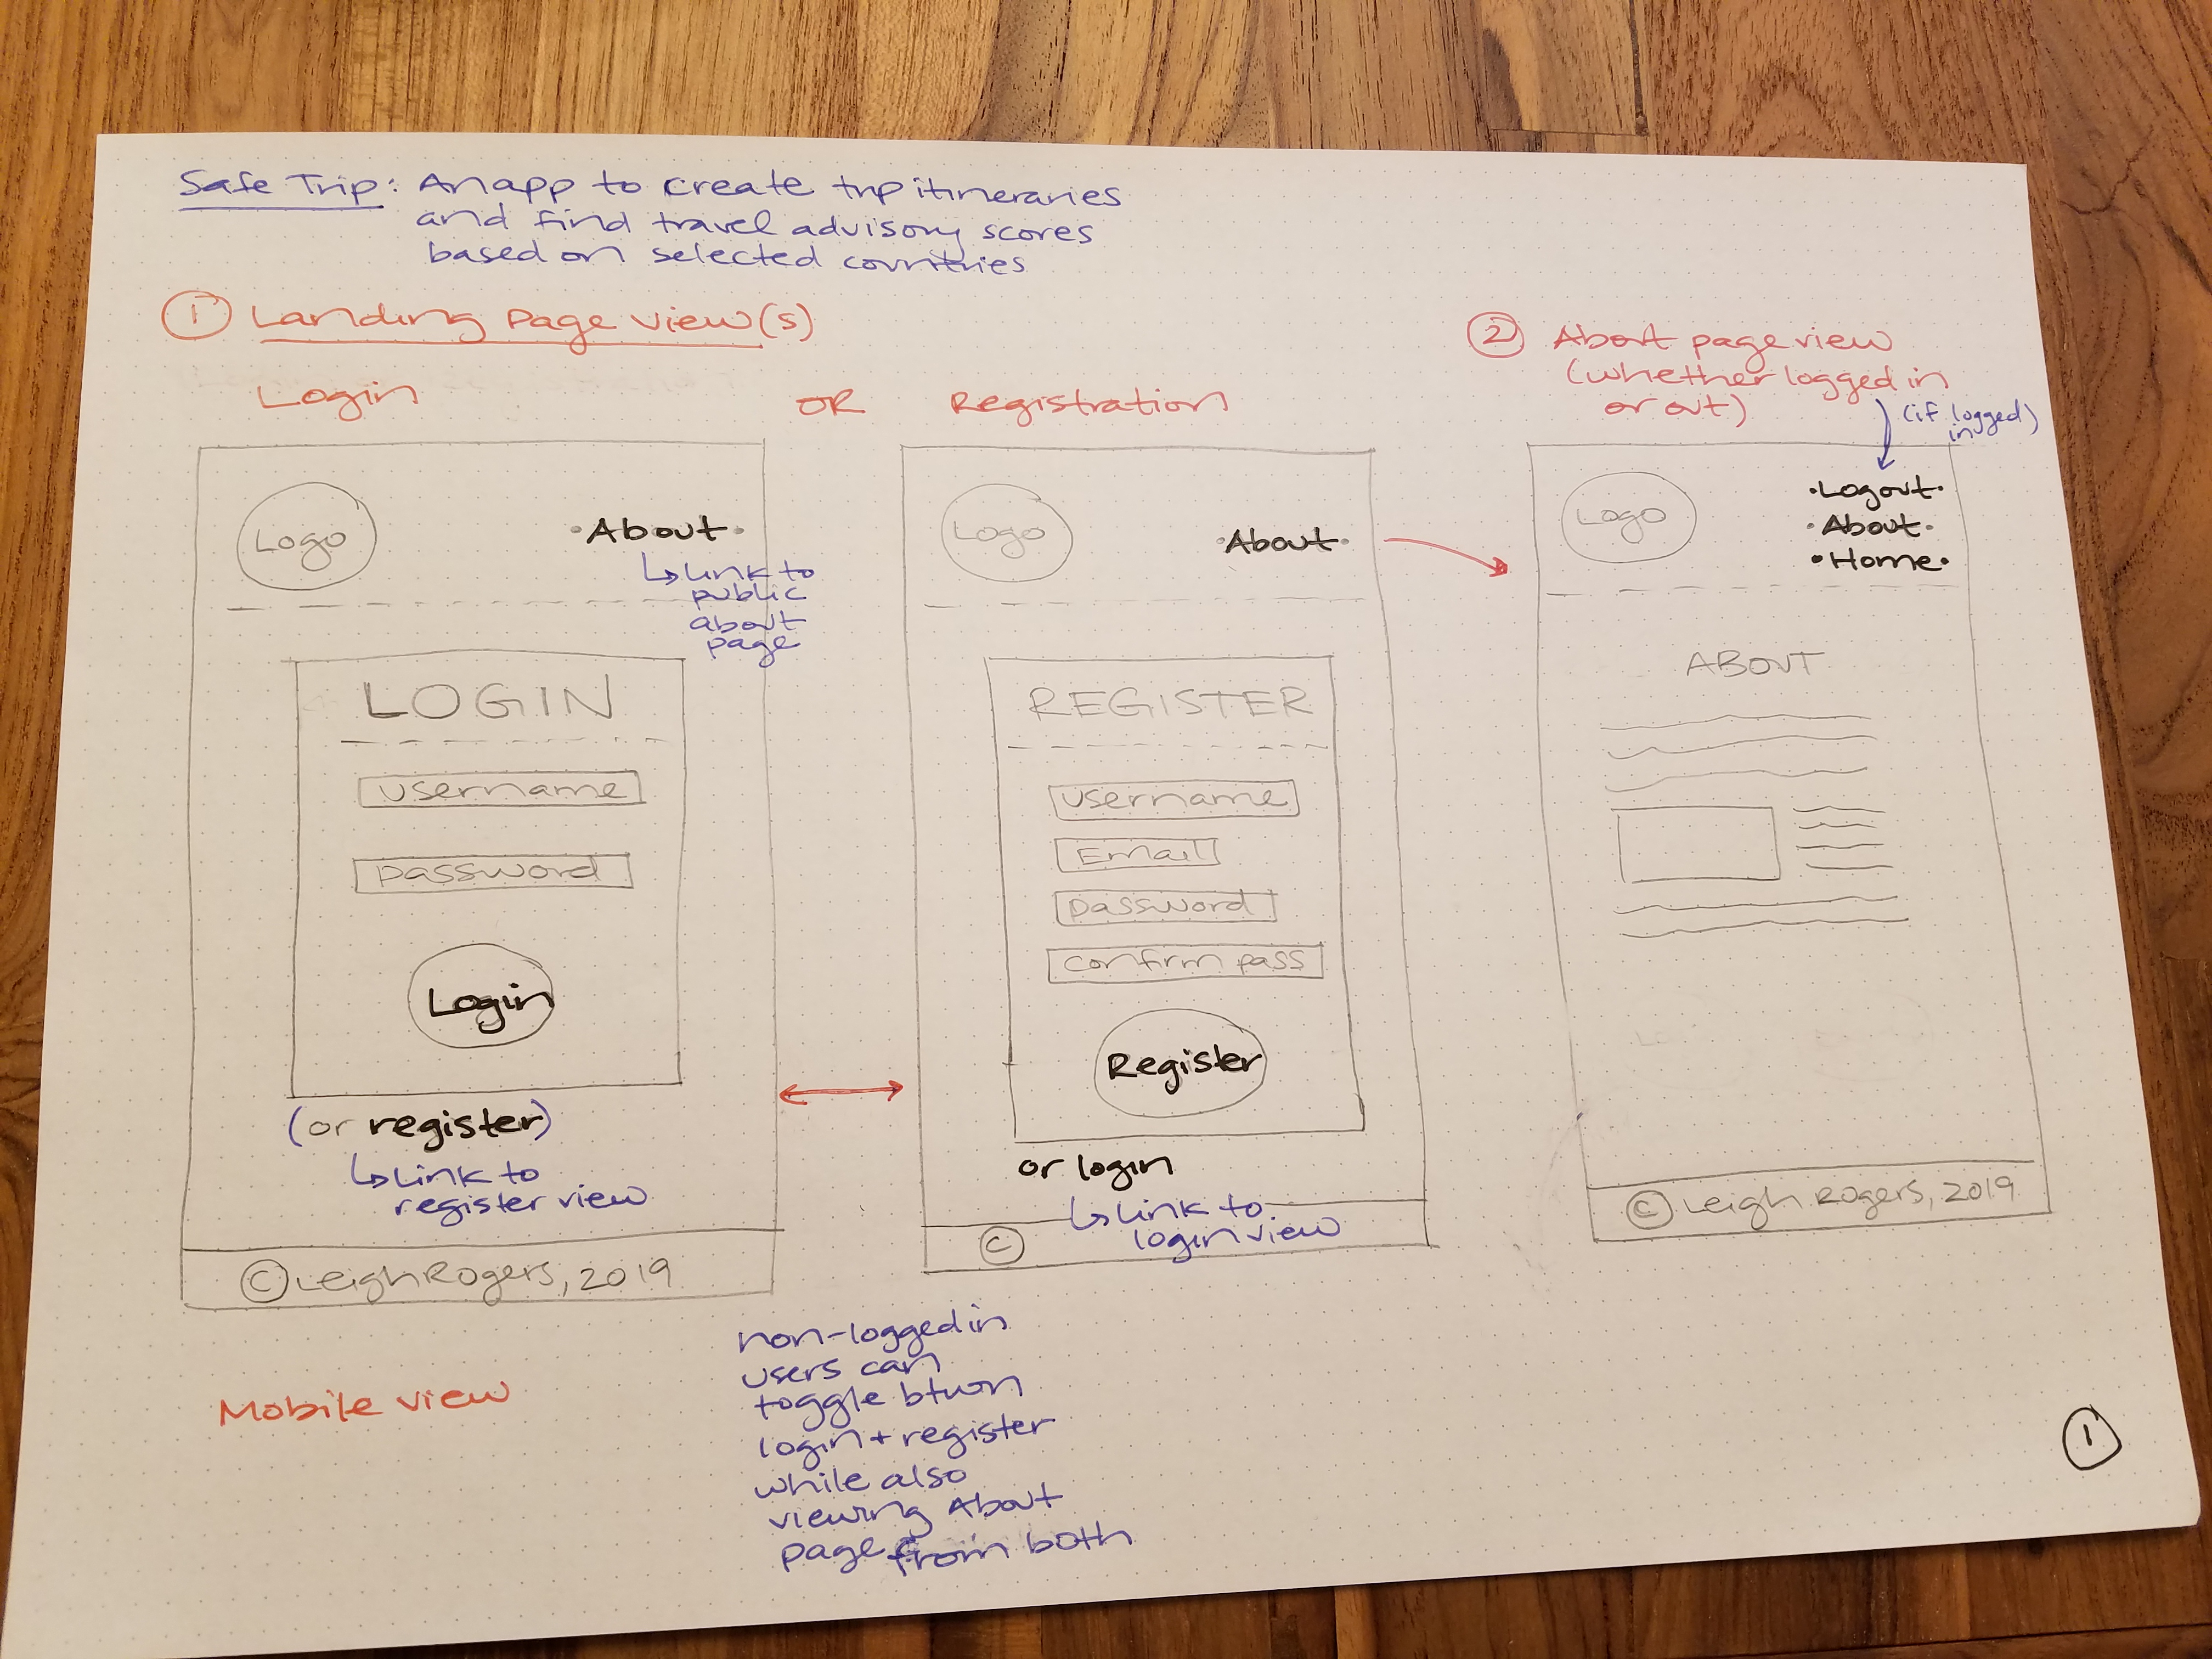 Safe Trip: An app to create trip itineraries
and find travel advisory scores
based on selected countries
① Landing Page view(s)
Login
OR
Registration
Logo
• About •
↳ link to
public
about
page
LOGIN
username
password
Login
(or register)
↳ link to
register view
© Leigh Rogers, 2019
Mobile view
Logo
• About •
REGISTER
username
Email
password
confirm pass
Register
or login
↳ link to
login view
©
non-logged in
users can
toggle btwn
login + register
while also
viewing About
page from both
② About page view
(whether logged in
or out)
(if logged
in)
Logo
• Logout •
• About •
• Home •
ABOUT
© Leigh Rogers, 2019
1